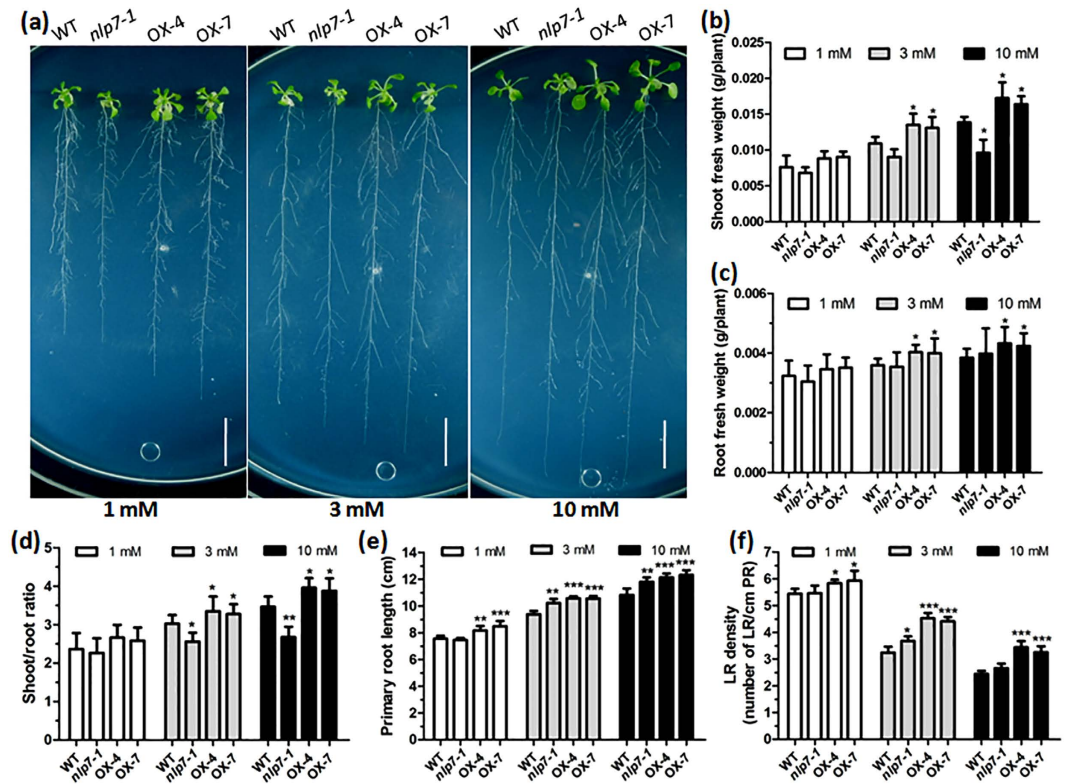 (a)
WT nlp7-1 OX-4 OX-7
WT nlp7-1 OX-4 OX-7
WT nlp7-1 OX-4 OX-7
1 mM
3 mM
10 mM
(b)
1 mM 3 mM 10 mM
Shoot fresh weight (g/plant)
0.025
0.020
0.015
0.010
0.005
0.000
* * * * *
WT nlp7-1 OX-4 OX-7 WT nlp7-1 OX-4 OX-7 WT nlp7-1 OX-4 OX-7
(c)
1 mM 3 mM 10 mM
Root fresh weight (g/plant)
0.006
0.004
0.002
0.000
* * * *
WT nlp7-1 OX-4 OX-7 WT nlp7-1 OX-4 OX-7 WT nlp7-1 OX-4 OX-7
(d)
1 mM 3 mM 10 mM
Shoot/root ratio
5
4
3
2
1
0
* * * ** * *
WT nlp7-1 OX-4 OX-7 WT nlp7-1 OX-4 OX-7 WT nlp7-1 OX-4 OX-7
(e)
1 mM 3 mM 10 mM
Primary root length (cm)
14
12
10
8
6
4
2
0
** *** ** *** *** ** *** ***
WT nlp7-1 OX-4 OX-7 WT nlp7-1 OX-4 OX-7 WT nlp7-1 OX-4 OX-7
(f)
1 mM 3 mM 10 mM
LR density
(number of LR/cm PR)
7
6
5
4
3
2
1
0
* * * *** *** *** ***
WT nlp7-1 OX-4 OX-7 WT nlp7-1 OX-4 OX-7 WT nlp7-1 OX-4 OX-7